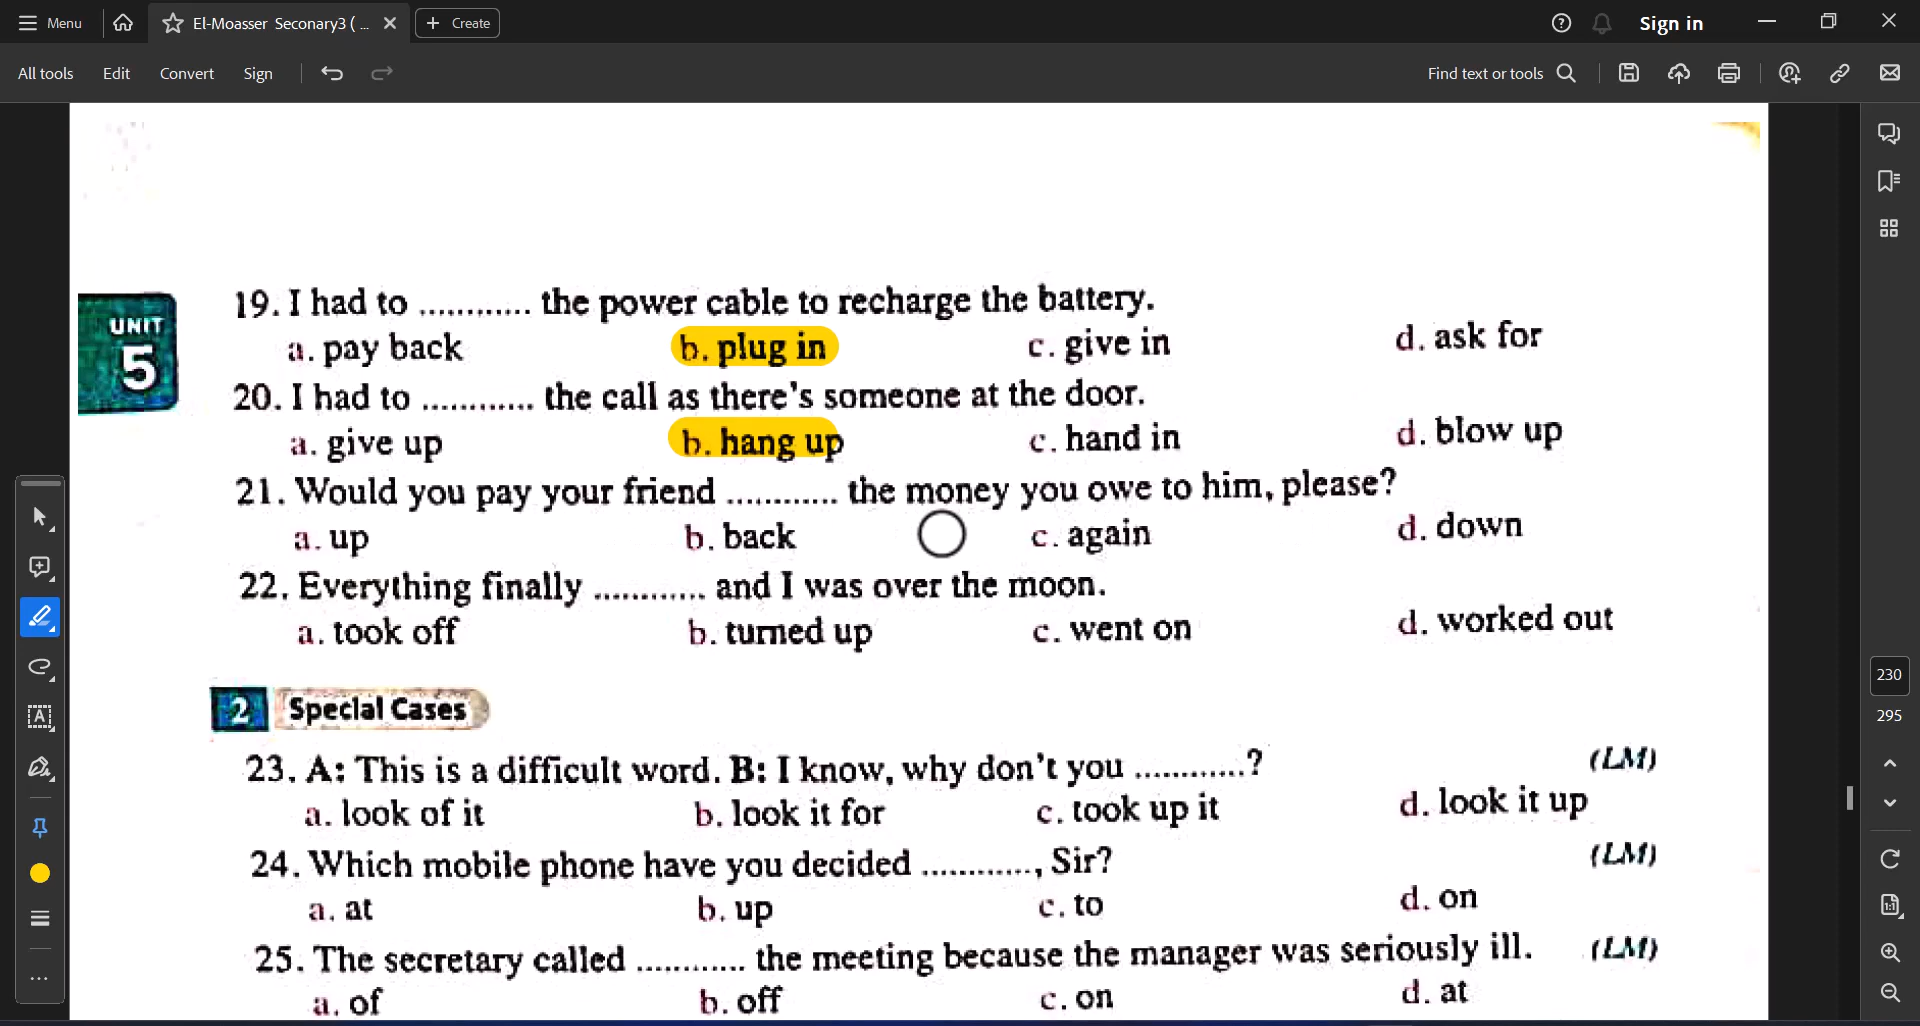 Menu
El-Moasser Seconary3 ( ...
Create
Sign in
All tools
Edit
Convert
Sign
Find text or tools
UNIT
5
19. I had to ............ the power cable to recharge the battery.
a. pay back b. plug in c. give in d. ask for
20. I had to ............ the call as there's someone at the door.
a. give up b. hang up c. hand in d. blow up
21. Would you pay your friend ............ the money you owe to him, please?
a. up b. back c. again d. down
22. Everything finally ............ and I was over the moon.
a. took off b. turned up c. went on d. worked out
2 Special Cases
23. A: This is a difficult word. B: I know, why don't you ............? (LM)
a. look of it b. look it for c. took up it d. look it up
24. Which mobile phone have you decided ............, Sir? (LM)
a. at b. up c. to d. on
25. The secretary called ............ the meeting because the manager was seriously ill. (LM)
a. of b. off c. on d. at
230
295